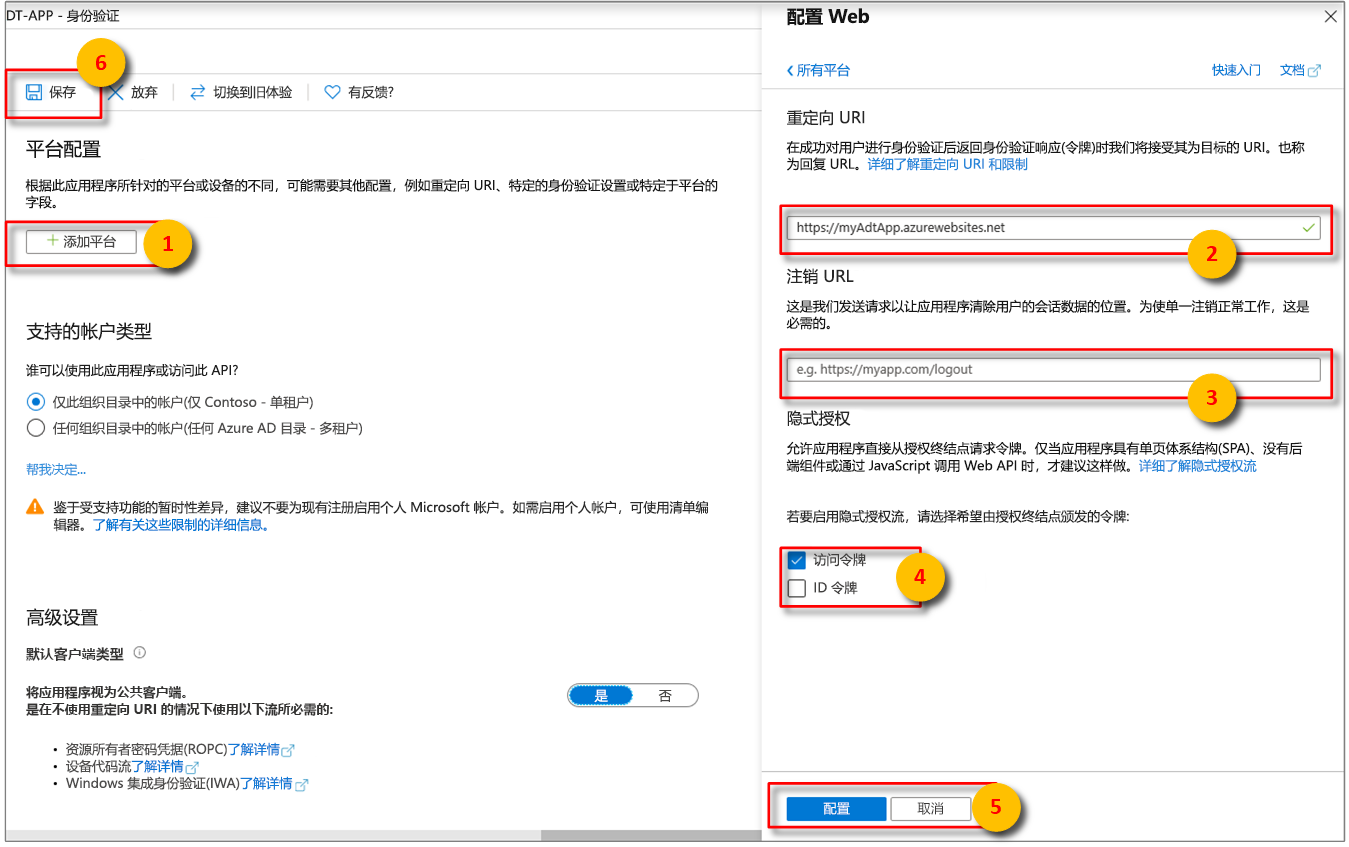 DT-APP - 身份验证
6
保存
放弃
切换到旧体验
有反馈?
平台配置
根据此应用程序所针对的平台或设备的不同，可能需要其他配置，例如重定向 URI、特定的身份验证设置或特定于平台的
字段。
+ 添加平台
1
支持的帐户类型
谁可以使用此应用程序或访问此 API?
仅此组织目录中的帐户(仅 Contoso - 单租户)
任何组织目录中的帐户(任何 Azure AD 目录 - 多租户)
帮我决定...
鉴于受支持功能的暂时性差异，建议不要为现有注册启用个人 Microsoft 帐户。如需启用个人帐户，可使用清单编
辑器。了解有关这些限制的详细信息。
高级设置
默认客户端类型
将应用程序视为公共客户端。
是在不使用重定向 URI 的情况下使用以下流所必需的:
是
否
• 资源所有者密码凭据(ROPC)了解详情
• 设备代码流了解详情
• Windows 集成身份验证(IWA)了解详情
配置 Web
所有平台
快速入门
文档
重定向 URI
在成功对用户进行身份验证后返回身份验证响应(令牌)时我们将接受其为目标的 URI。也称
为回复 URL。详细了解重定向 URI 和限制
https://myAdtApp.azurewebsites.net
2
注销 URL
这是我们发送请求以让应用程序清除用户的会话数据的位置。为使单一注销正常工作，这是
必需的。
e.g. https://myapp.com/logout
3
隐式授权
允许应用程序直接从授权终结点请求令牌。仅当应用程序具有单页体系结构(SPA)、没有后
端组件或通过 JavaScript 调用 Web API 时，才建议这样做。详细了解隐式授权流
若要启用隐式授权流，请选择希望由授权终结点颁发的令牌:
访问令牌
ID 令牌
4
配置
取消
5